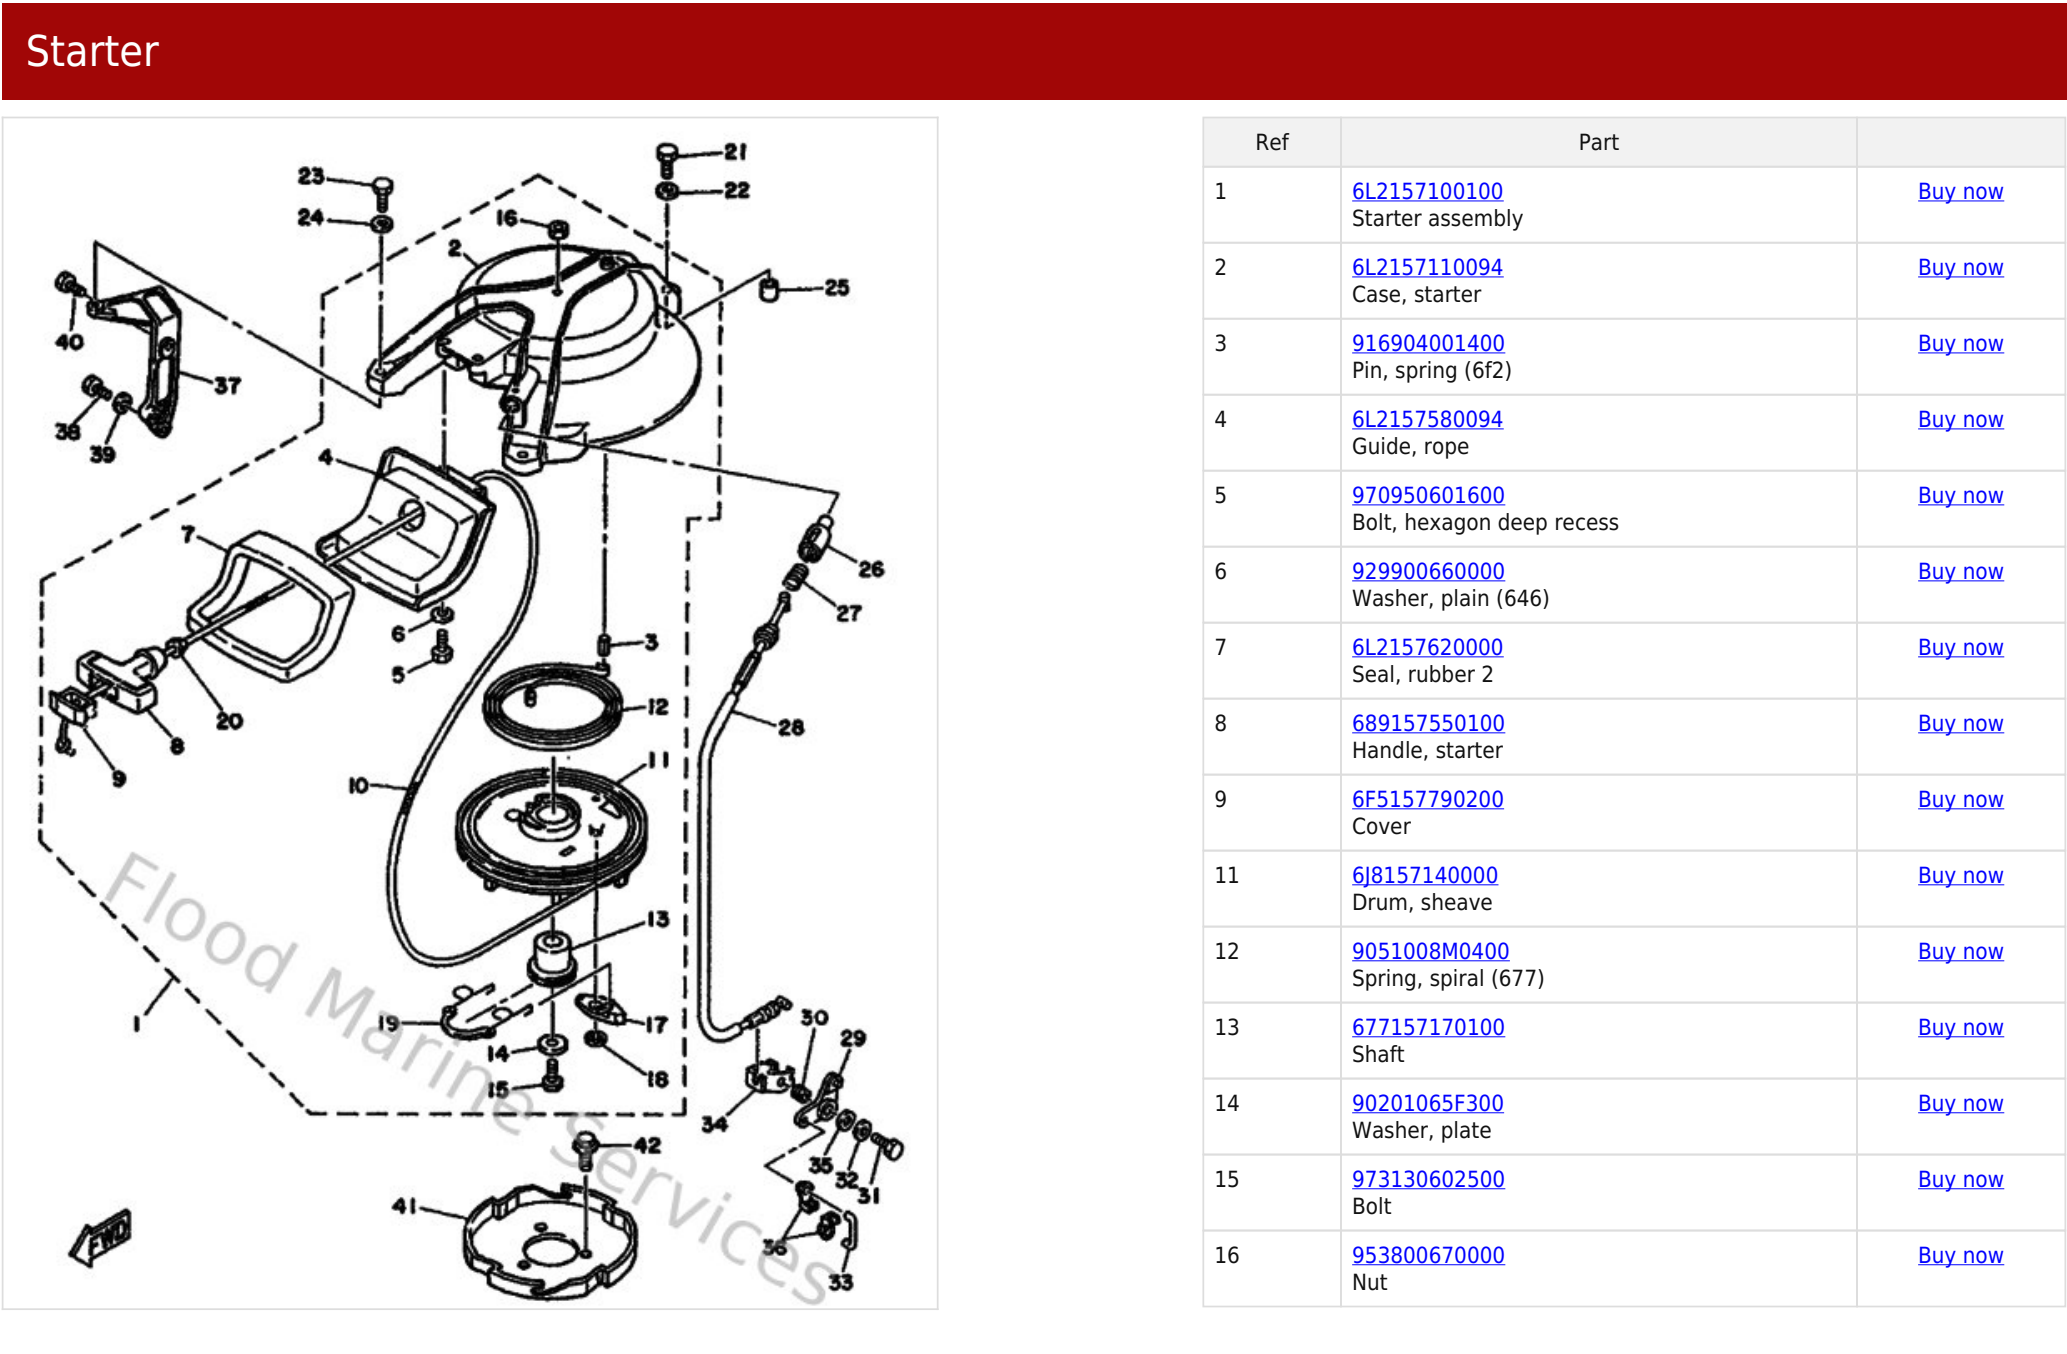 Starter
21
23
22
24
16
2
25
40
37
38
39
4
7
26
27
6
3
5
12
20
28
8
11
9
10
13
30
1
19
17
29
14
18
15
34
42
35
32
31
41
36
33
FWD
Flood Marine Services
Ref Part
1 6L2157100100 Buy now
Starter assembly
2 6L2157110094 Buy now
Case, starter
3 916904001400 Buy now
Pin, spring (6f2)
4 6L2157580094 Buy now
Guide, rope
5 970950601600 Buy now
Bolt, hexagon deep recess
6 929900660000 Buy now
Washer, plain (646)
7 6L2157620000 Buy now
Seal, rubber 2
8 689157550100 Buy now
Handle, starter
9 6F5157790200 Buy now
Cover
11 6J8157140000 Buy now
Drum, sheave
12 9051008M0400 Buy now
Spring, spiral (677)
13 677157170100 Buy now
Shaft
14 90201065F300 Buy now
Washer, plate
15 973130602500 Buy now
Bolt
16 953800670000 Buy now
Nut